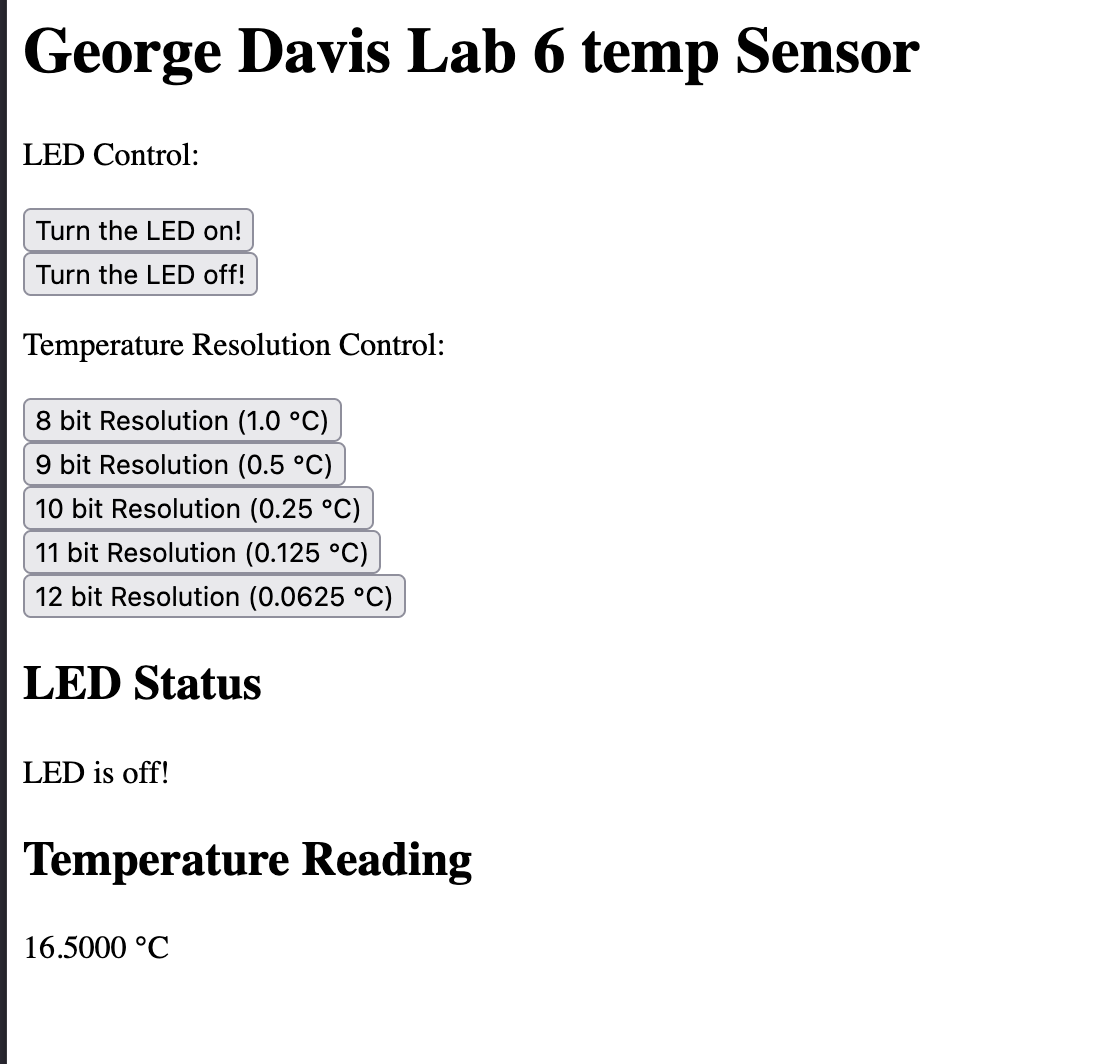 George Davis Lab 6 temp Sensor
LED Control:
Turn the LED on!
Turn the LED off!
Temperature Resolution Control:
8 bit Resolution (1.0 °C)
9 bit Resolution (0.5 °C)
10 bit Resolution (0.25 °C)
11 bit Resolution (0.125 °C)
12 bit Resolution (0.0625 °C)
LED Status
LED is off!
Temperature Reading
16.5000 °C